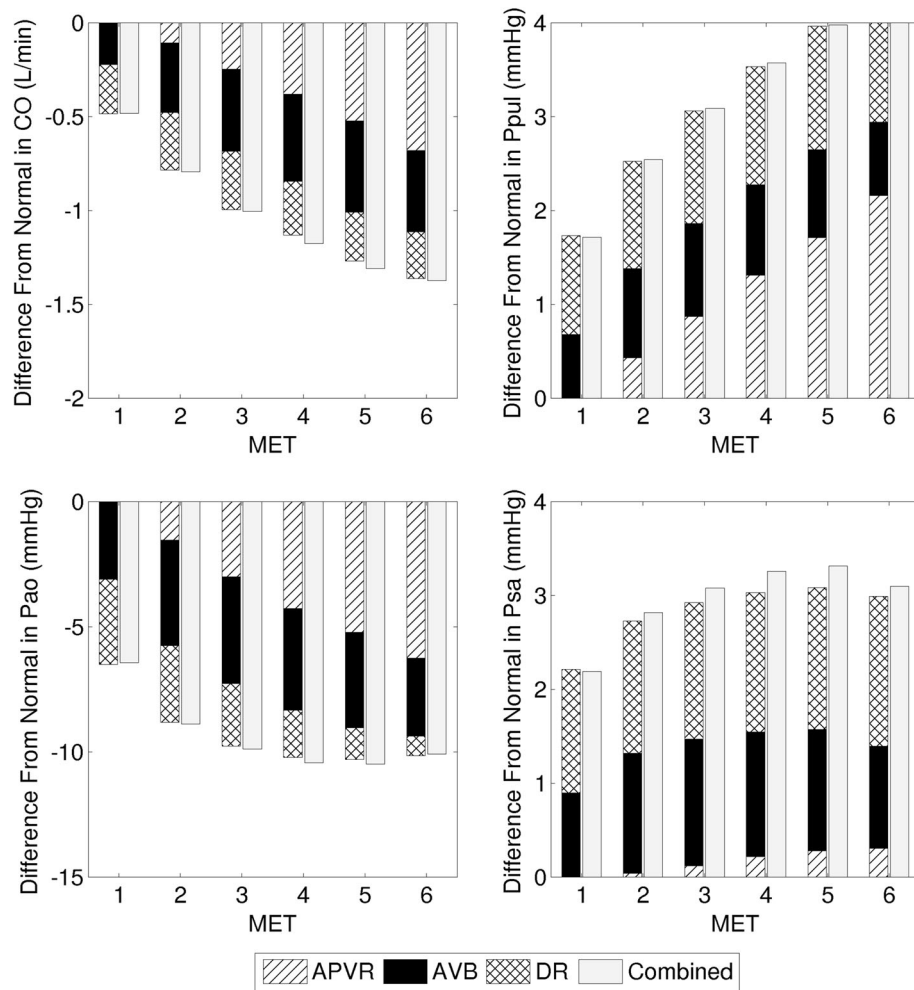 Difference From Normal in CO (L/min)
0
-0.5
-1
-1.5
-2
1 2 3 4 5 6
MET
Difference From Normal in Ppul (mmHg)
4
3
2
1
0
1 2 3 4 5 6
MET
Difference From Normal in Pao (mmHg)
0
-5
-10
-15
1 2 3 4 5 6
MET
Difference From Normal in Psa (mmHg)
4
3
2
1
0
1 2 3 4 5 6
MET
APVR AVB DR Combined